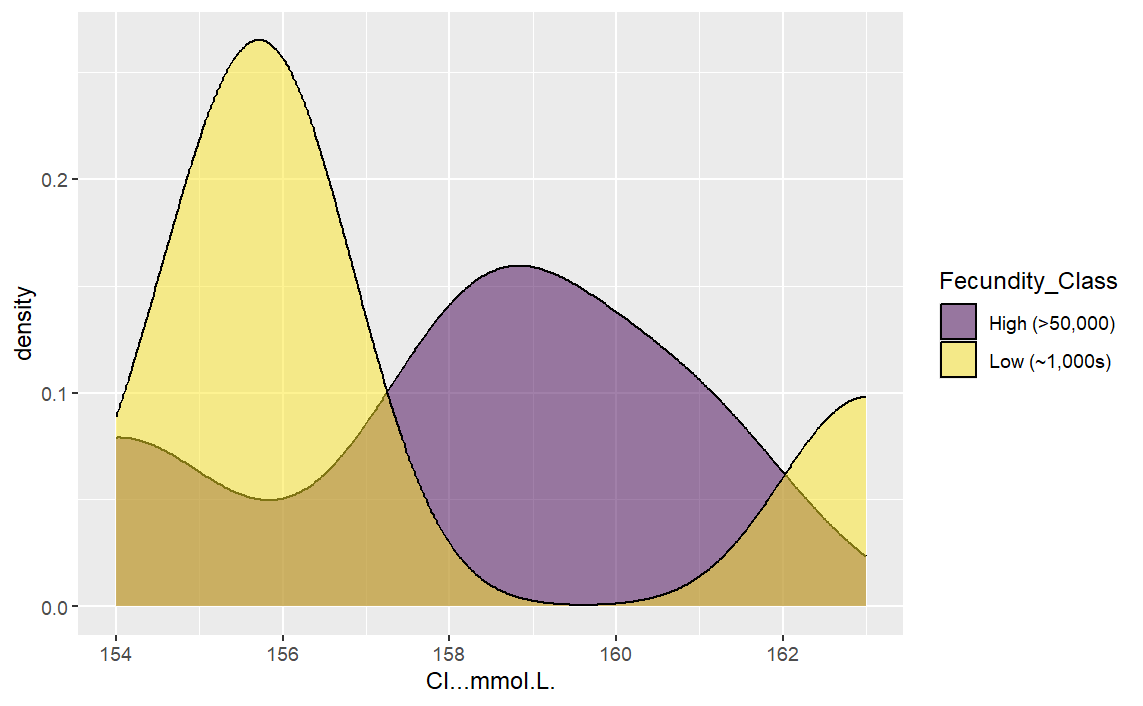 density
0.2
0.1
0.0
154 156 158 160 162
Cl...mmol.L.
Fecundity_Class
High (>50,000)
Low (~1,000s)